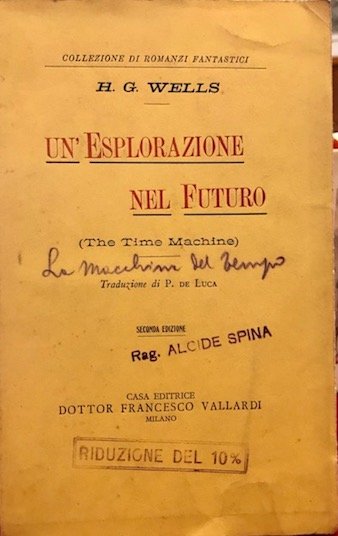 COLLEZIONE DI ROMANZI FANTASTICI
H. G. WELLS
UN' ESPLORAZIONE
NEL FUTURO
(The Time Machine)
La Macchina del tempo
Traduzione di P. DE LUCA
SECONDA EDIZIONE
Rag. ALCIDE SPINA
CASA EDITRICE
DOTTOR FRANCESCO VALLARDI
MILANO
RIDUZIONE DEL 10%